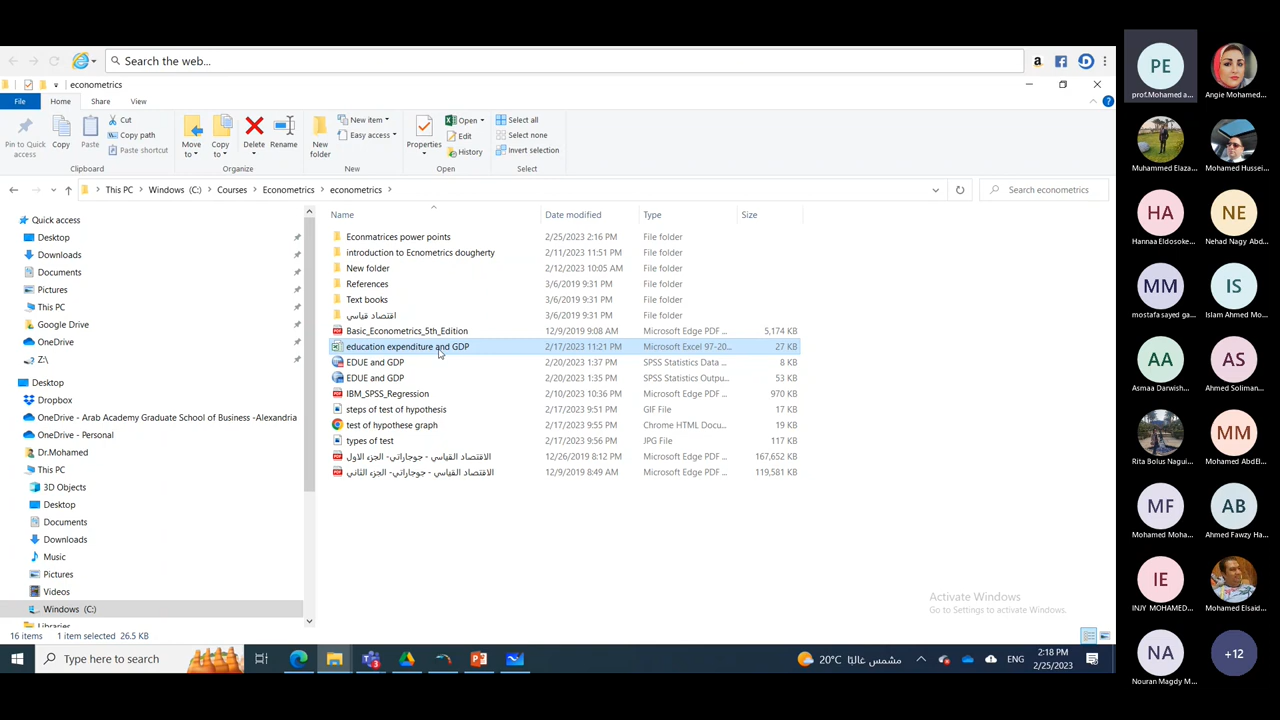 Search the web...
econometrics
File Home Share View
Pin to Quick access
Copy
Paste
Cut
Copy path
Paste shortcut
Clipboard
Move to
Copy to
Delete
Rename
Organize
New folder
New item
Easy access
New
Properties
Open
Edit
History
Open
Select all
Select none
Invert selection
Select
This PC Windows (C:) Courses Econometrics econometrics
Search econometrics
Quick access
Desktop
Downloads
Documents
Pictures
This PC
Google Drive
OneDrive
Z:\
Desktop
Dropbox
OneDrive - Arab Academy Graduate School of Business -Alexandria
OneDrive - Personal
Dr.Mohamed
This PC
3D Objects
Desktop
Documents
Downloads
Music
Pictures
Videos
Windows (C:)
Libraries
Name Date modified Type Size
Econmatrices power points 2/25/2023 2:16 PM File folder
introduction to Ecnometrics dougherty 2/11/2023 11:51 PM File folder
New folder 2/12/2023 10:05 AM File folder
References 3/6/2019 9:31 PM File folder
Text books 3/6/2019 9:31 PM File folder
اقتصاد قياسي 3/6/2019 9:31 PM File folder
Basic_Econometrics_5th_Edition 12/9/2019 9:08 AM Microsoft Edge PDF ... 5,174 KB
education expenditure and GDP 2/17/2023 11:21 PM Microsoft Excel 97-20... 27 KB
EDUE and GDP 2/20/2023 1:37 PM SPSS Statistics Data ... 8 KB
EDUE and GDP 2/20/2023 1:35 PM SPSS Statistics Outpu... 53 KB
IBM_SPSS_Regression 2/10/2023 10:36 PM Microsoft Edge PDF ... 970 KB
steps of test of hypothesis 2/17/2023 9:51 PM GIF File 17 KB
test of hypothese graph 2/17/2023 9:55 PM Chrome HTML Docu... 19 KB
types of test 2/17/2023 9:56 PM JPG File 117 KB
الاقتصاد القياسي - جوجاراتي- الجزء الاول 12/26/2019 8:12 PM Microsoft Edge PDF ... 167,652 KB
الاقتصاد القياسي - جوجاراتي- الجزء الثاني 12/9/2019 8:49 AM Microsoft Edge PDF ... 119,581 KB
Activate Windows
Go to Settings to activate Windows.
16 items 1 item selected 26.5 KB
Type here to search
20°C مشمس غالبًا
ENG
2:18 PM
2/25/2023
PE
prof.Mohamed a...
Angie Mohamed...
Muhammed Elaza...
Mohamed Hussei...
HA
Hannaa Eldosoke...
NE
Nehad Nagy Abd...
MM
mostafa sayed ga...
IS
Islam Ahmed Mo...
AA
Asmaa Darwish...
AS
Ahmed Soliman...
Rita Bolus Nagui...
MM
Mohamed AbdEl...
MF
Mohamed Moha...
AB
Ahmed Fawzy Ha...
IE
INJY MOHAMED...
Mohamed Elsaid...
NA
Nouran Magdy M...
+12